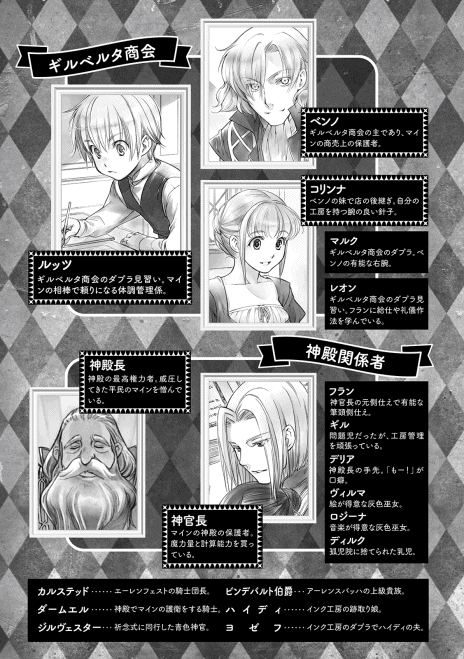 ギルベルタ商会
ベンノ
ギルベルタ商会の主であり、マイ
ンの商売上の保護者。
コリンナ
ベンノの妹で店の後継ぎ。自分の
工房を持つ腕の良い針子。
ルッツ
ギルベルタ商会のダプラ見習い。マイ
ンの相棒で頼りになる体調管理係。
マルク
ギルベルタ商会のダプラ。ベ
ンノの有能な右腕。
レオン
ギルベルタ商会のダプラ見
習い。フランに給仕や礼儀作
法を学んでいる。
神殿関係者
神殿長
神殿の最高権力者。威圧し
てきた平民のマインを憎んで
いる。
神官長
マインの神殿の保護者。
魔力量と計算能力を買っ
ている。
フラン
神官長の元側仕えで有能な
筆頭側仕え。
ギル
問題児だったが、工房管理
を頑張っている。
デリア
神殿長の手先。「もー!」が
口癖。
ヴィルマ
絵が得意な灰色巫女。
ロジーナ
音楽が得意な灰色巫女。
ディルク
孤児院に捨てられた乳児。
カルステッド……エーレンフェストの騎士団長。
ダームエル……神殿でマインの護衛をする騎士。
ジルヴェスター……祈念式に同行した青色神官。
ビンデバルト伯爵……アーレンスバッハの上級貴族。
ハイディ……インク工房の跡取り娘。
ヨゼフ……インク工房のダプラでハイディの夫。